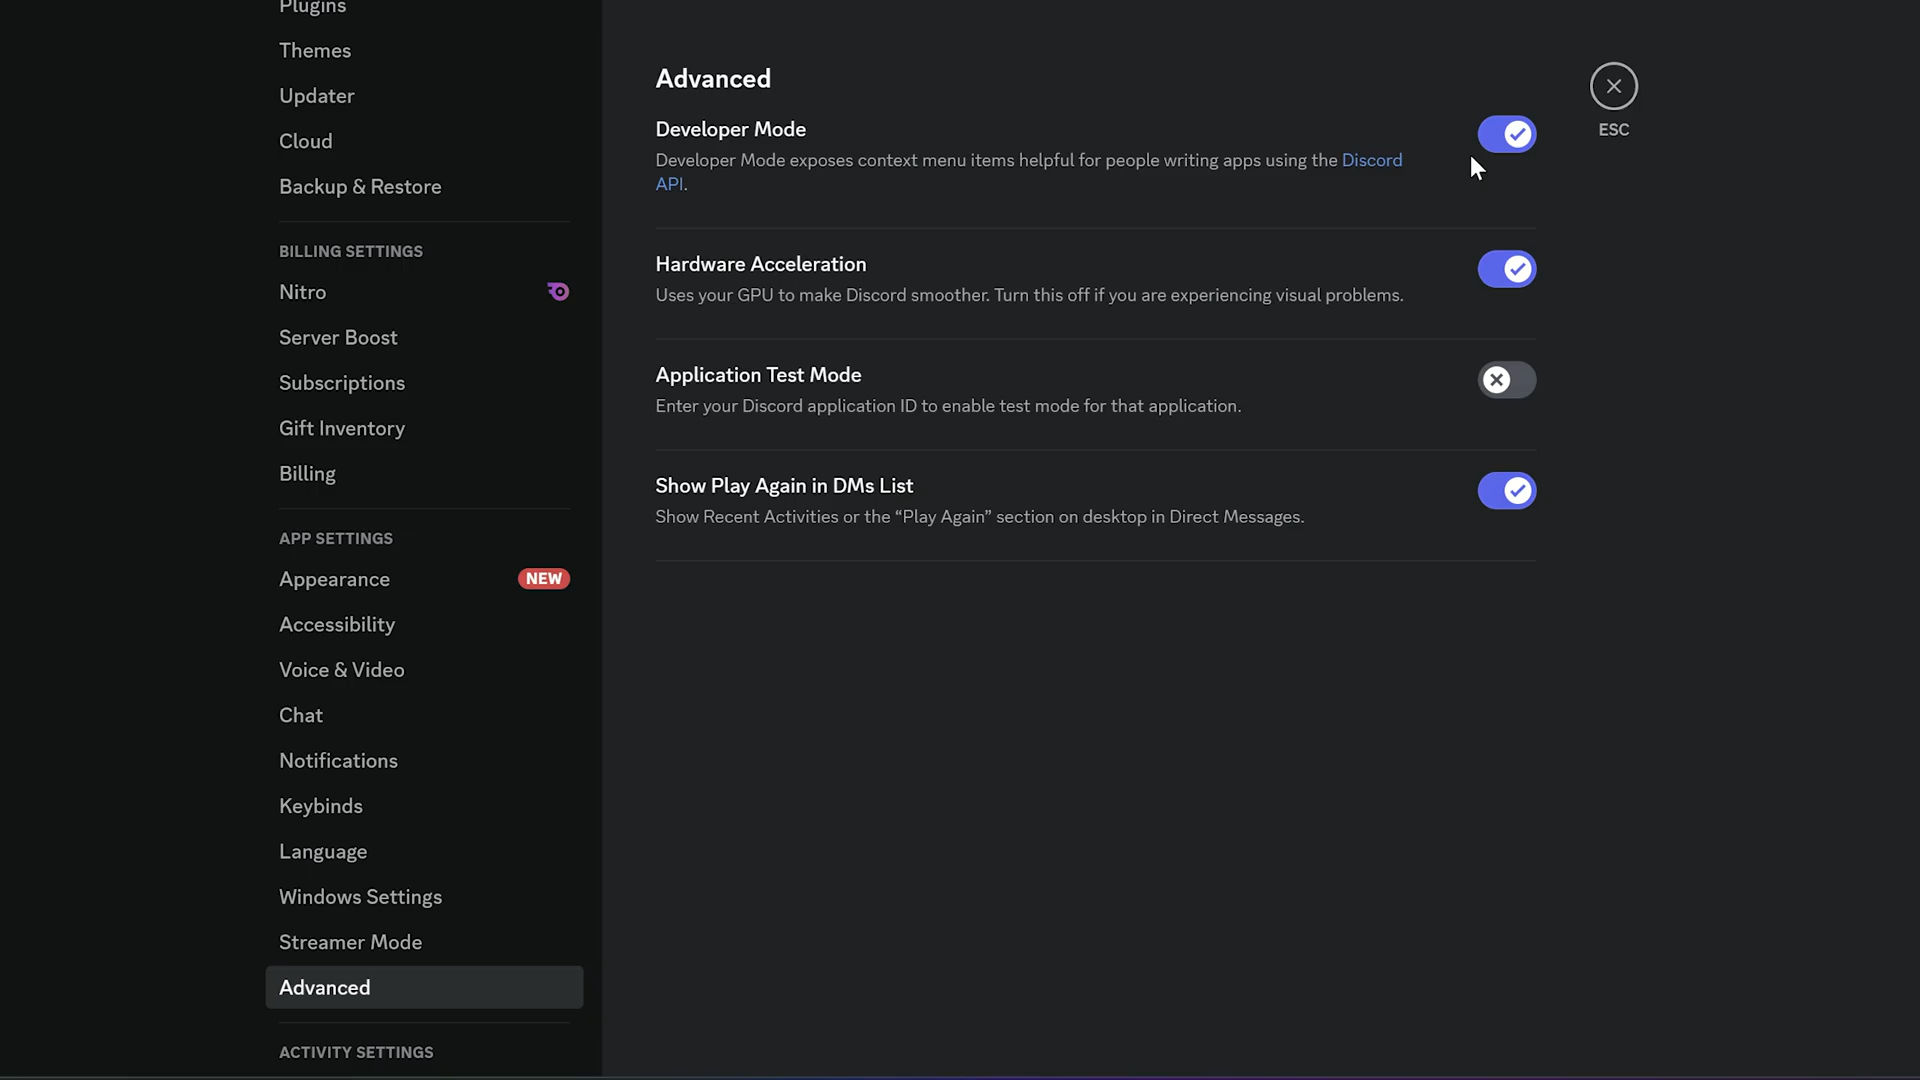 Plugins
Themes
Updater
Cloud
Backup & Restore
BILLING SETTINGS
Nitro
Server Boost
Subscriptions
Gift Inventory
Billing
APP SETTINGS
Appearance NEW
Accessibility
Voice & Video
Chat
Notifications
Keybinds
Language
Windows Settings
Streamer Mode
Advanced
ACTIVITY SETTINGS
Advanced
Developer Mode
Developer Mode exposes context menu items helpful for people writing apps using the Discord
API.
Hardware Acceleration
Uses your GPU to make Discord smoother. Turn this off if you are experiencing visual problems.
Application Test Mode
Enter your Discord application ID to enable test mode for that application.
Show Play Again in DMs List
Show Recent Activities or the “Play Again” section on desktop in Direct Messages.
ESC